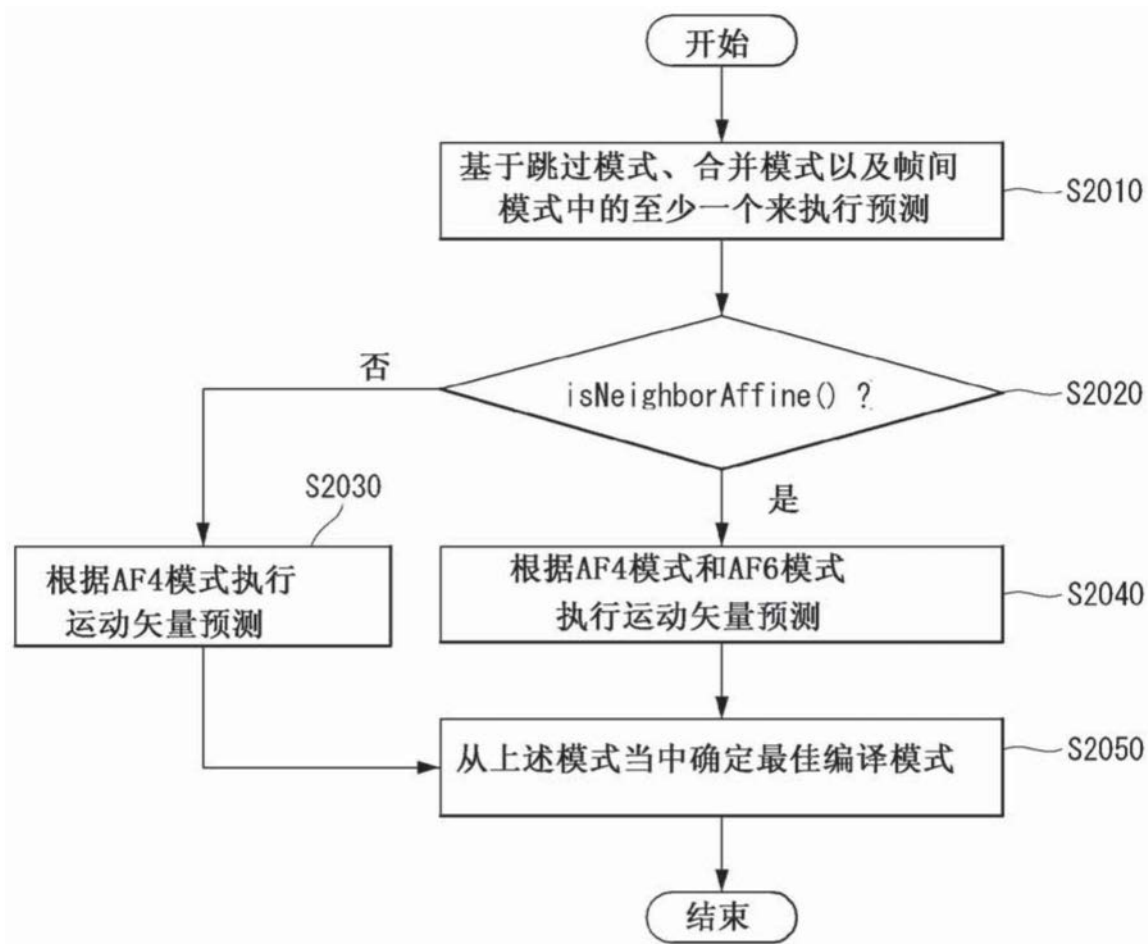 开始
基于跳过模式、合并模式以及帧间
模式中的至少一个来执行预测
S2010
否
isNeighborAffine() ?
S2020
S2030
是
根据AF4模式执行
运动矢量预测
根据AF4模式和AF6模式
执行运动矢量预测
S2040
从上述模式当中确定最佳编译模式
S2050
结束